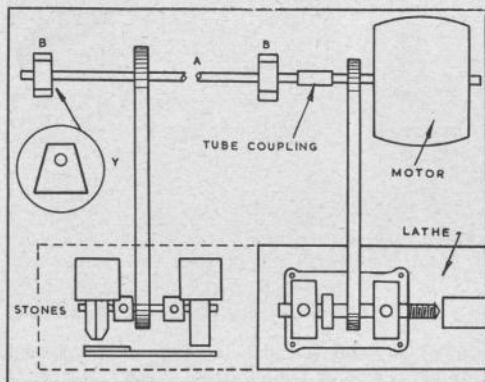 B
A
B
TUBE COUPLING
MOTOR
Y
LATHE
STONES